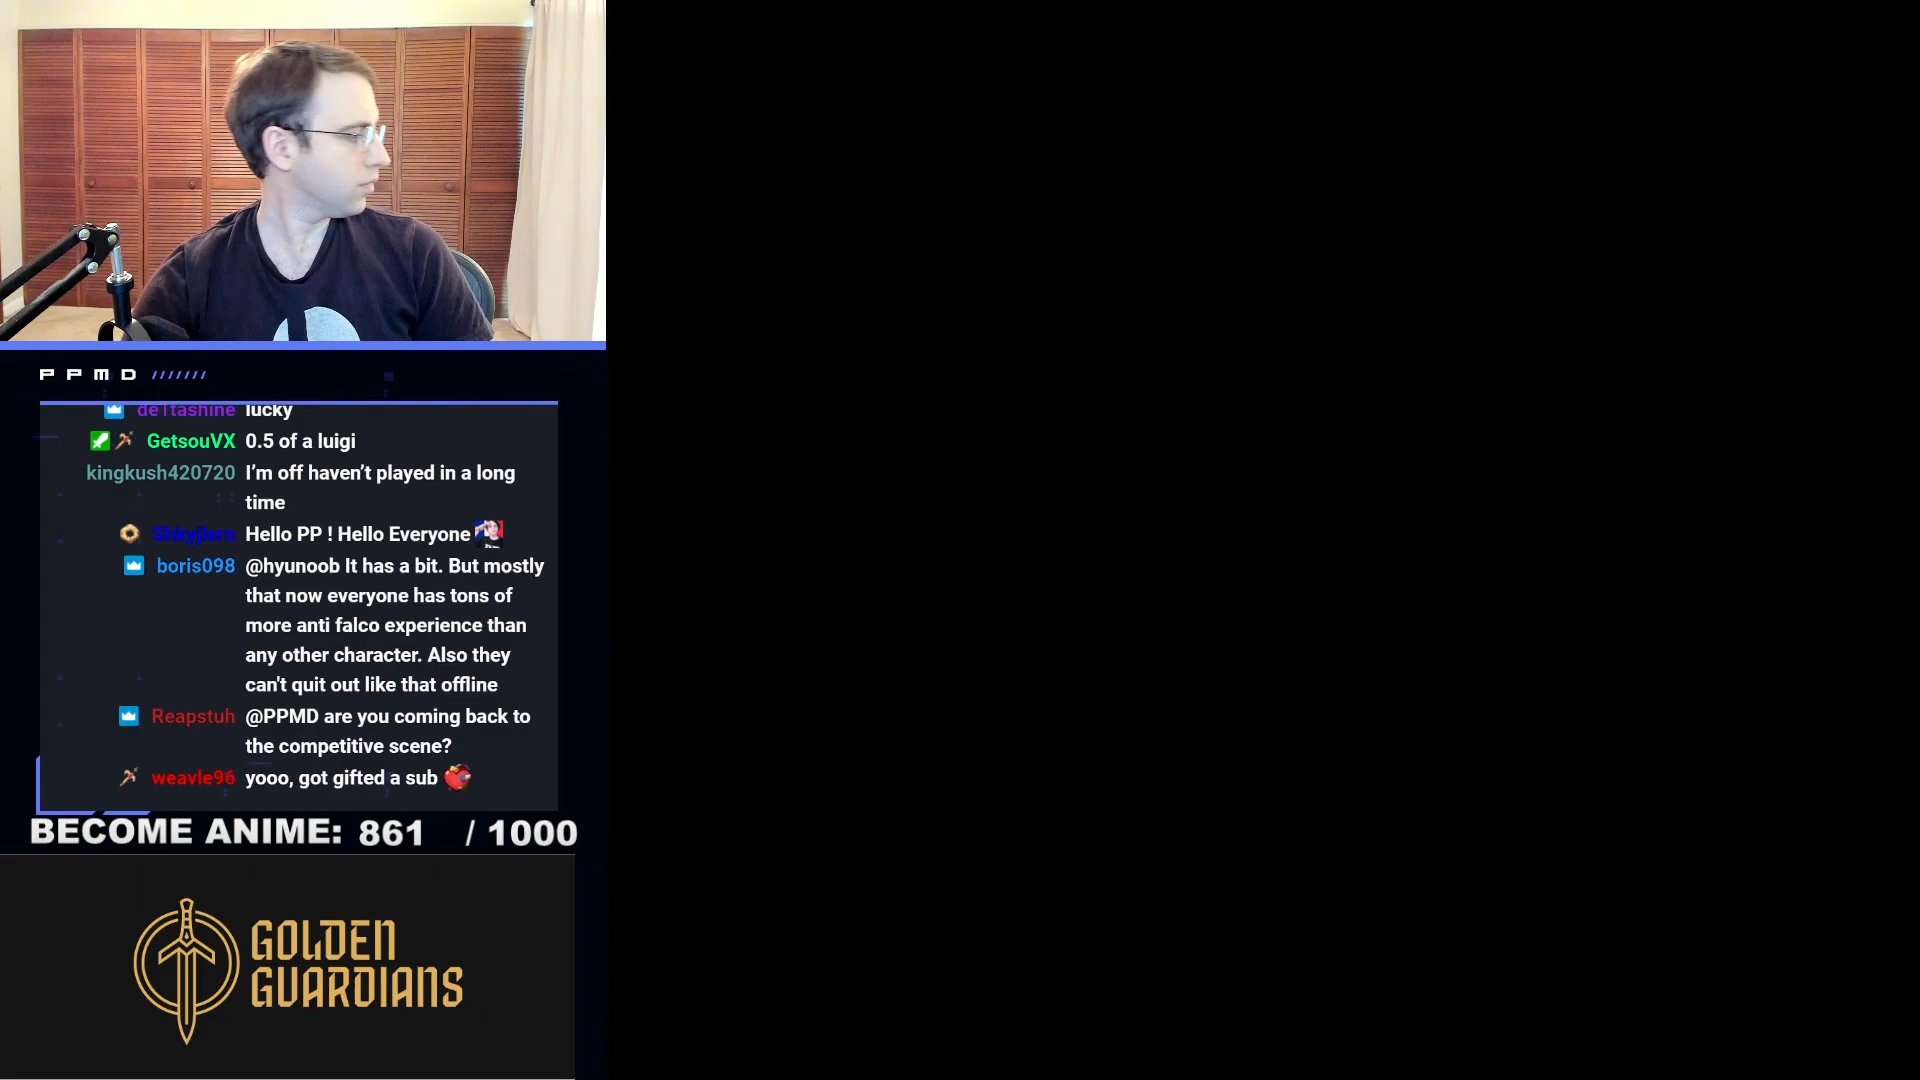 PPMD ///////
de1tashine lucky
GetsouVX 0.5 of a luigi
kingkush420720 I’m off haven’t played in a long
time
Shkyjlern Hello PP ! Hello Everyone
boris098 @hyunoob It has a bit. But mostly
that now everyone has tons of
more anti falco experience than
any other character. Also they
can't quit out like that offline
Reapstuh @PPMD are you coming back to
the competitive scene?
weavle96 yooo, got gifted a sub
BECOME ANIME: 861 / 1000
GOLDEN
GUARDIANS